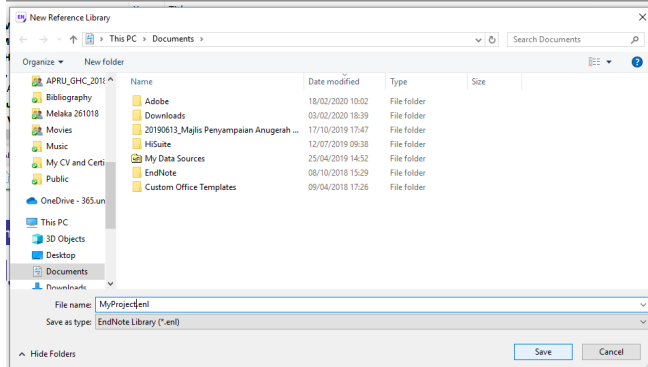 New Reference Library
This PC > Documents >
Search Documents
Organize
New folder
Name Date modified Type Size
APRU_GHC_2018
Bibliography
Melaka 261018
Movies
Music
My CV and Certi
Public
OneDrive - 365.un
This PC
3D Objects
Desktop
Documents
Downloads
Adobe 18/02/2020 10:02 File folder
Downloads 03/02/2020 18:39 File folder
20190613_Majlis Penyampaian Anugerah ... 17/10/2019 17:47 File folder
HiSuite 12/07/2019 09:38 File folder
My Data Sources 25/04/2019 14:52 File folder
EndNote 08/10/2018 15:29 File folder
Custom Office Templates 09/04/2018 17:26 File folder
File name: MyProject.enl
Save as type: EndNote Library (*.enl)
Hide Folders
Save
Cancel